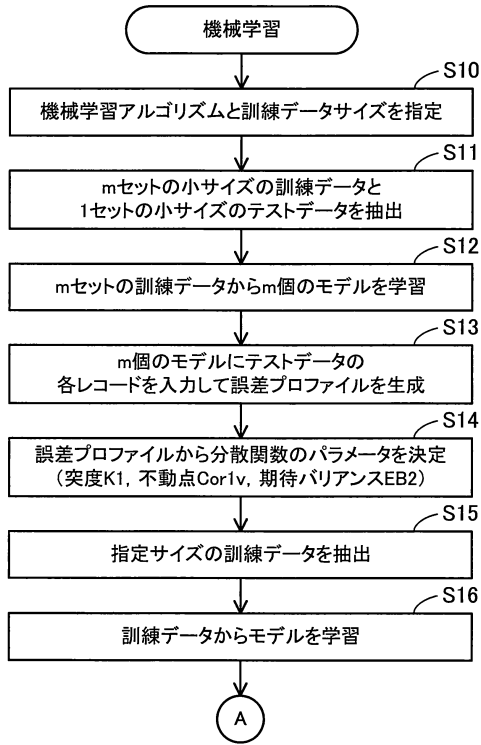 機械学習
S10
機械学習アルゴリズムと訓練データサイズを指定
S11
mセットの小サイズの訓練データと
1セットの小サイズのテストデータを抽出
S12
mセットの訓練データからm個のモデルを学習
S13
m個のモデルにテストデータの
各レコードを入力して誤差プロファイルを生成
S14
誤差プロファイルから分散関数のパラメータを決定
(突度K1, 不動点Cor1v, 期待バリアンスEB2)
S15
指定サイズの訓練データを抽出
S16
訓練データからモデルを学習
A